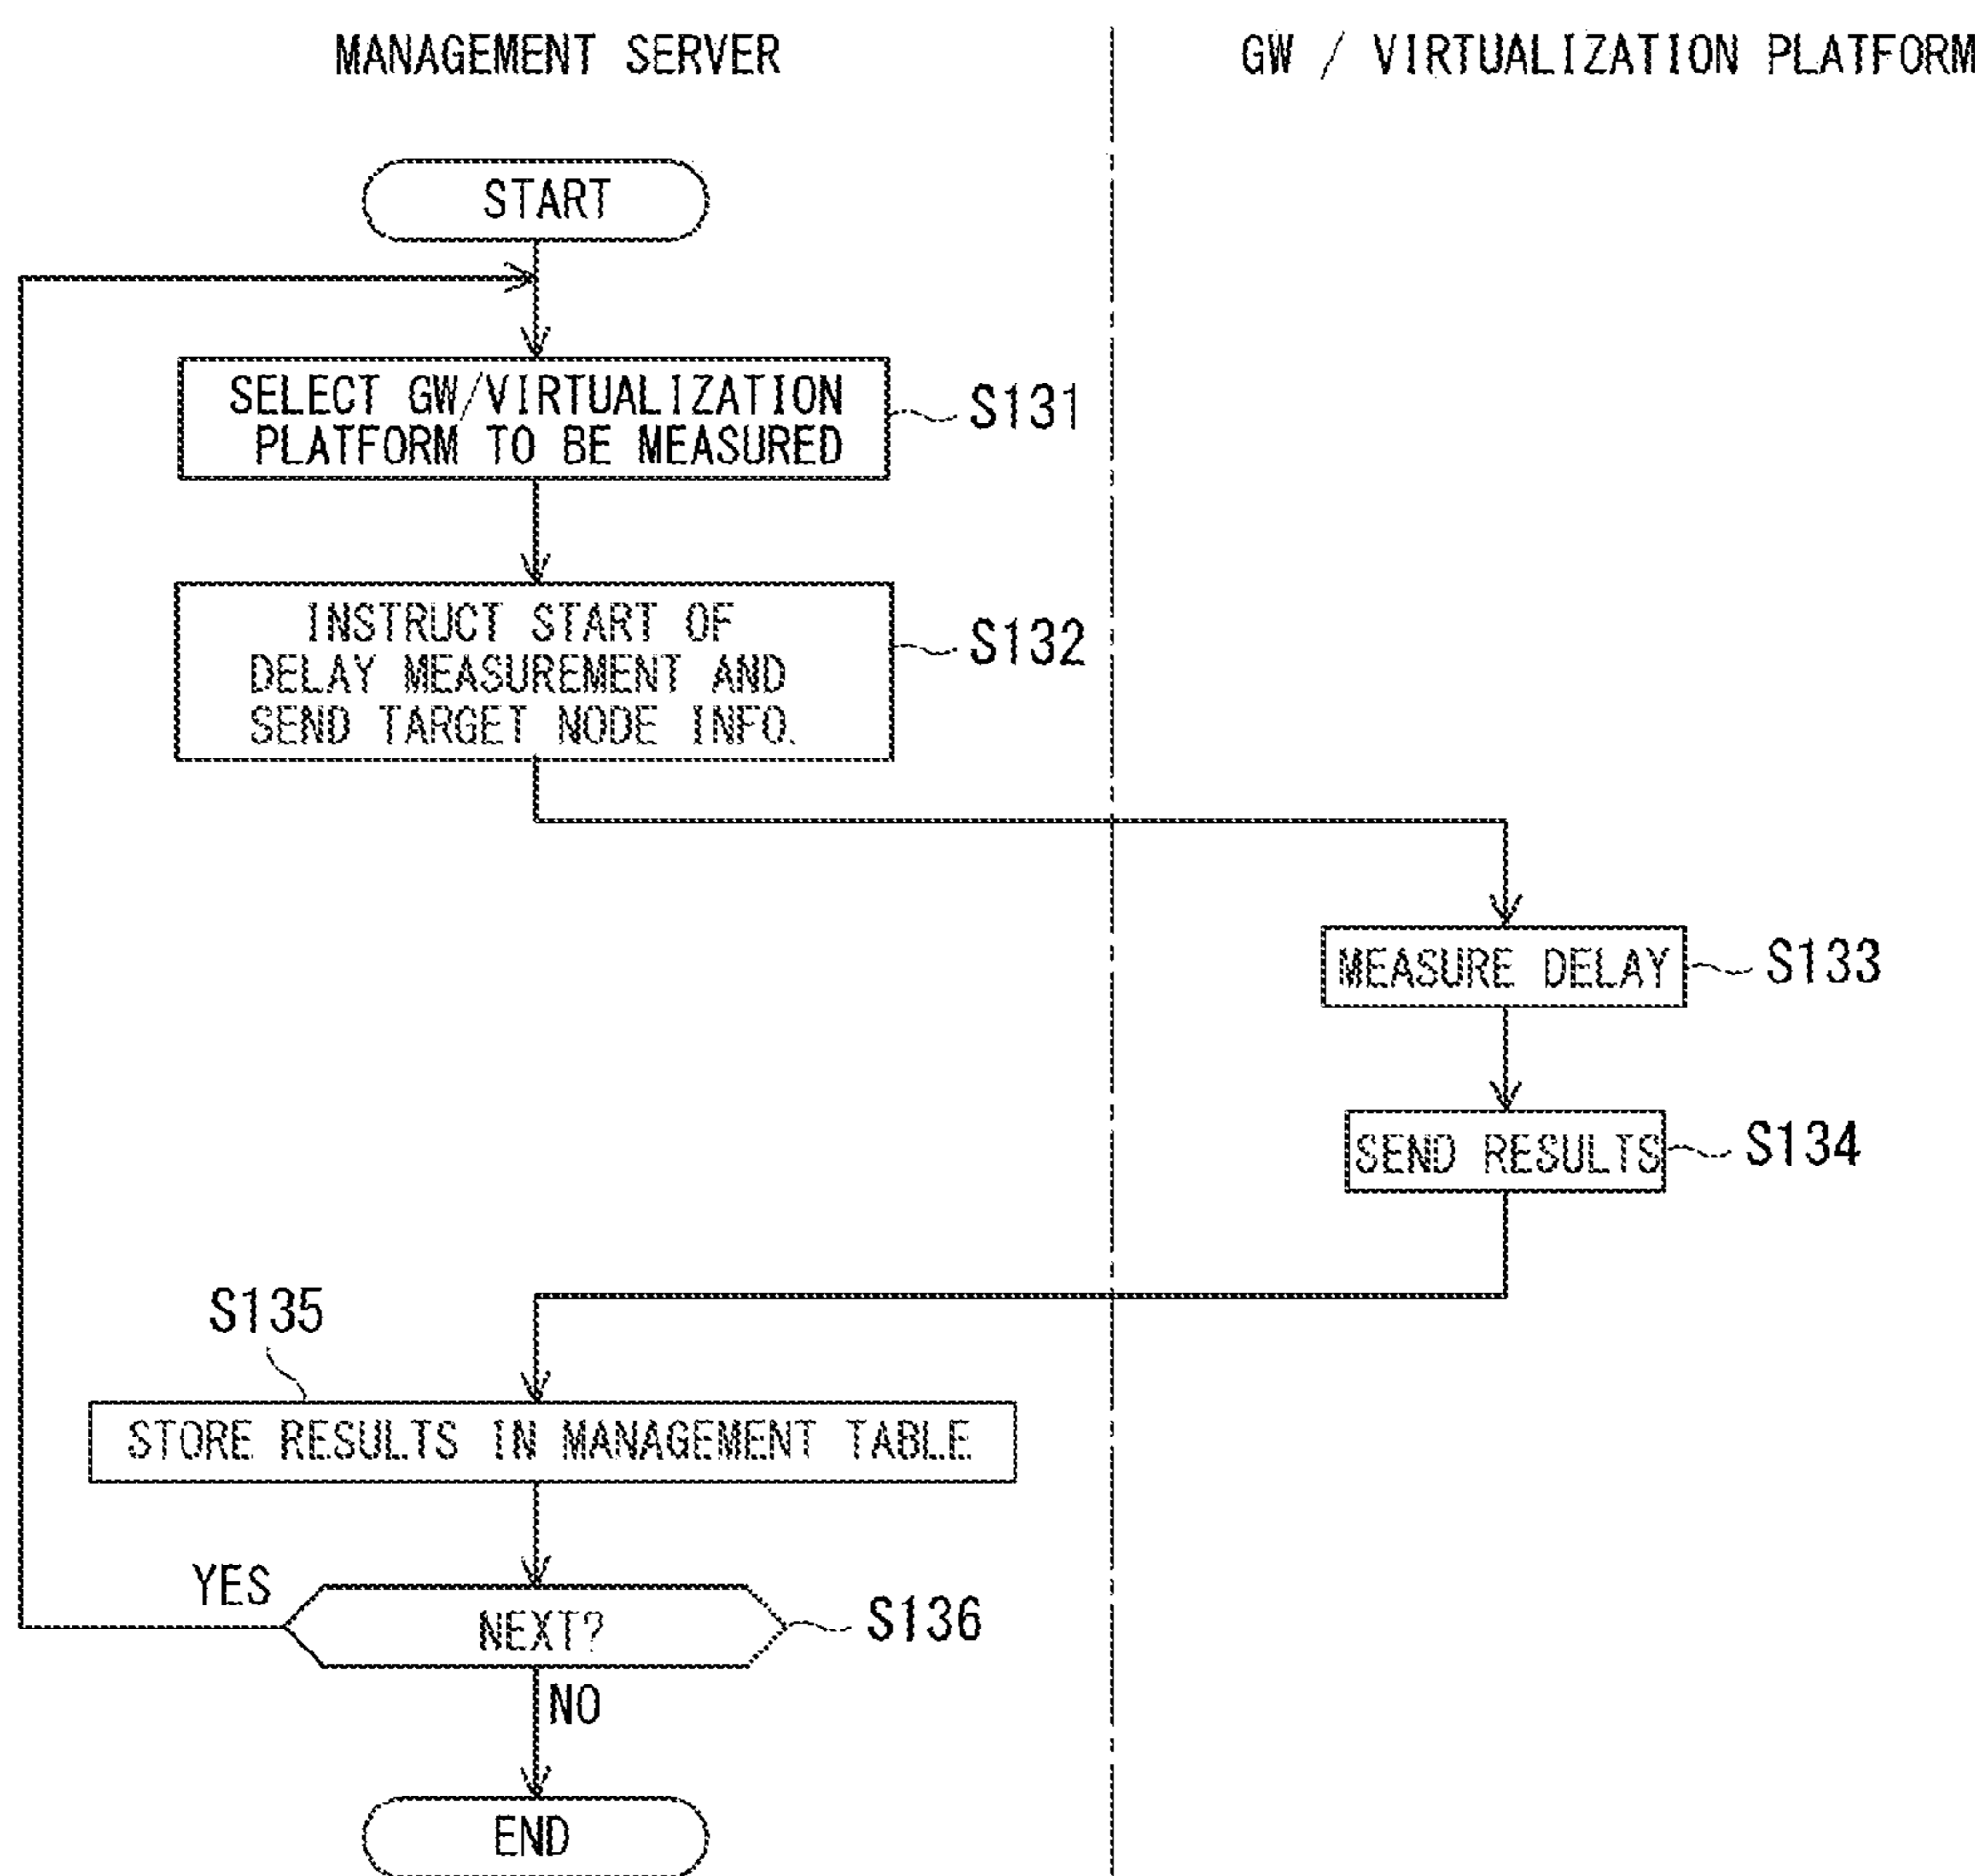 MANAGEMENT SERVER
GW / VIRTUALIZATION PLATFORM
START
SELECT GW/VIRTUALIZATION
PLATFORM TO BE MEASURED
S131
INSTRUCT START OF
DELAY MEASUREMENT AND
SEND TARGET NODE INFO.
S132
MEASURE DELAY
S133
SEND RESULTS
S134
S135
STORE RESULTS IN MANAGEMENT TABLE
YES
NEXT?
S136
NO
END